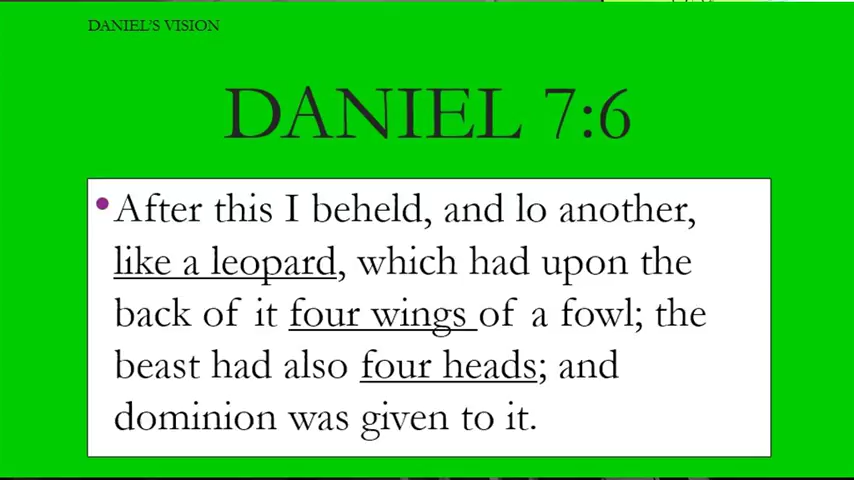 DANIEL'S VISION
DANIEL 7:6
•After this I beheld, and lo another,
like a leopard, which had upon the
back of it four wings of a fowl; the
beast had also four heads; and
dominion was given to it.